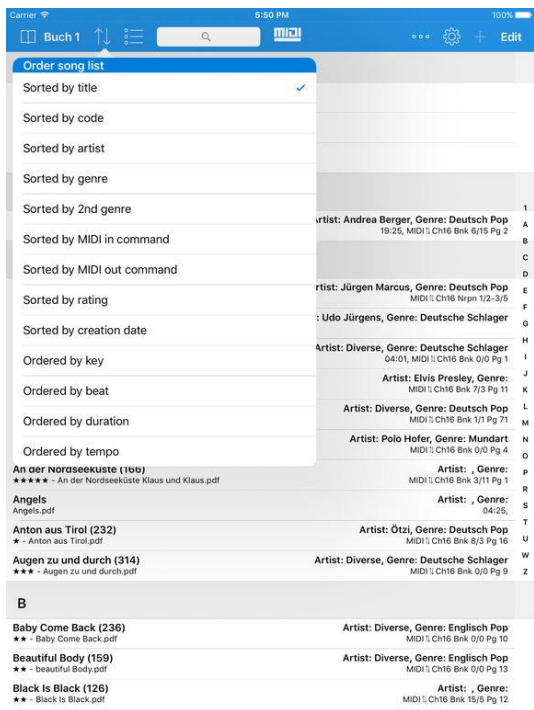 Carrier 5:50 PM 100%
Buch 1 MIDI Edit
Order song list
Sorted by title
Sorted by code
Sorted by artist
Sorted by genre
Sorted by 2nd genre
Sorted by MIDI in command
Sorted by MIDI out command
Sorted by rating
Sorted by creation date
Ordered by key
Ordered by beat
Ordered by duration
Ordered by tempo
Artist: Andrea Berger, Genre: Deutsch Pop
19:25, MIDI⇅Ch16 Bnk 6/15 Pg 2
rtist: Jürgen Marcus, Genre: Deutsch Pop
MIDI⇅Ch16 Nrpn 1/2-3/5
: Udo Jürgens, Genre: Deutsche Schlager
Artist: Diverse, Genre: Deutsche Schlager
04:01, MIDI⇅Ch16 Bnk 0/0 Pg 1
Artist: Elvis Presley, Genre:
MIDI⇅Ch16 Bnk 7/3 Pg 11
Artist: Diverse, Genre: Deutsch Pop
MIDI⇅Ch16 Bnk 1/1 Pg 71
Artist: Polo Hofer, Genre: Mundart
MIDI⇅Ch16 Bnk 0/0 Pg 4
An der Nordseeküste (166) Artist: , Genre:
★★★★★ - An der Nordseeküste Klaus und Klaus.pdf MIDI⇅Ch16 Bnk 3/11 Pg 1
Angels Artist: , Genre:
Angels.pdf 04:25,
Anton aus Tirol (232) Artist: Ötzi, Genre: Deutsch Pop
★ - Anton aus Tirol.pdf MIDI⇅Ch16 Bnk 8/3 Pg 16
Augen zu und durch (314) Artist: Diverse, Genre: Deutsche Schlager
★★★ - Augen zu und durch.pdf MIDI⇅Ch16 Bnk 0/0 Pg 9
B
Baby Come Back (236) Artist: Diverse, Genre: Englisch Pop
★★ - Baby Come Back.pdf MIDI⇅Ch16 Bnk 0/0 Pg 10
Beautiful Body (159) Artist: Diverse, Genre: Englisch Pop
★★ - beautiful Body.pdf MIDI⇅Ch16 Bnk 0/0 Pg 13
Black Is Black (126) Artist: , Genre:
★★ - Black Is Black.pdf MIDI⇅Ch16 Bnk 15/5 Pg 12
1
A
B
C
D
E
F
G
H
I
J
K
L
M
N
O
P
R
S
T
U
W
Z